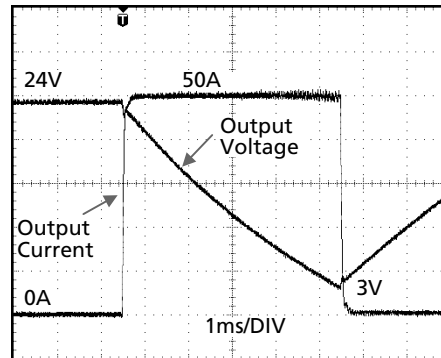 T
24V
50A
Output
Voltage
Output
Current
0A
3V
1ms/DIV